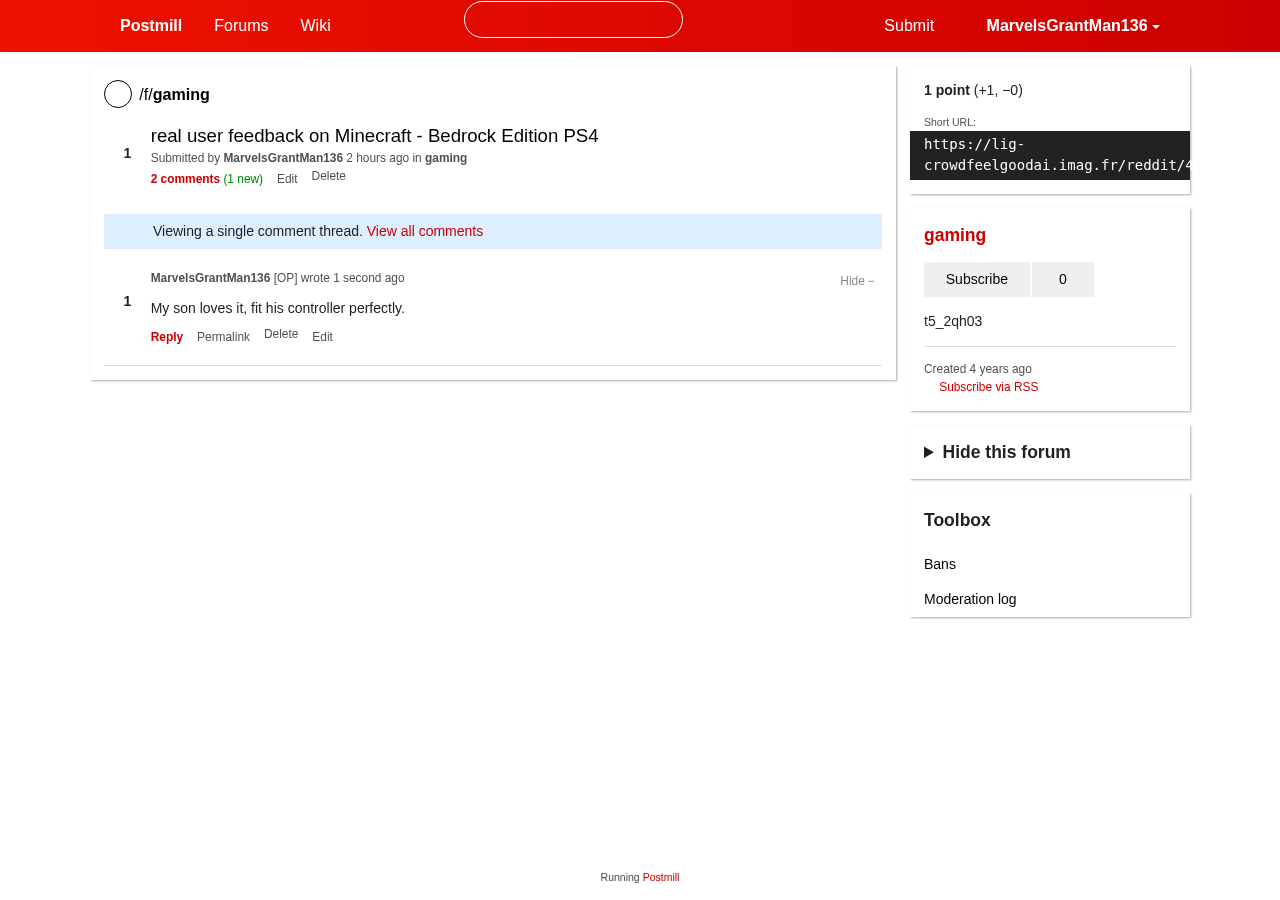 Postmill Forums Wiki Submit MarvelsGrantMan136
/f/gaming
1
real user feedback on Minecraft - Bedrock Edition PS4
Submitted by MarvelsGrantMan136 2 hours ago in gaming
2 comments (1 new) Edit Delete
Viewing a single comment thread. View all comments
MarvelsGrantMan136 [OP] wrote 1 second ago
Hide −
1
My son loves it, fit his controller perfectly.
Reply Permalink Delete Edit
1 point (+1, −0)
Short URL:
https://lig-
crowdfeelgoodai.imag.fr/reddit/4
gaming
Subscribe 0
t5_2qh03
Created 4 years ago
Subscribe via RSS
Hide this forum
Toolbox
Bans
Moderation log
Running Postmill